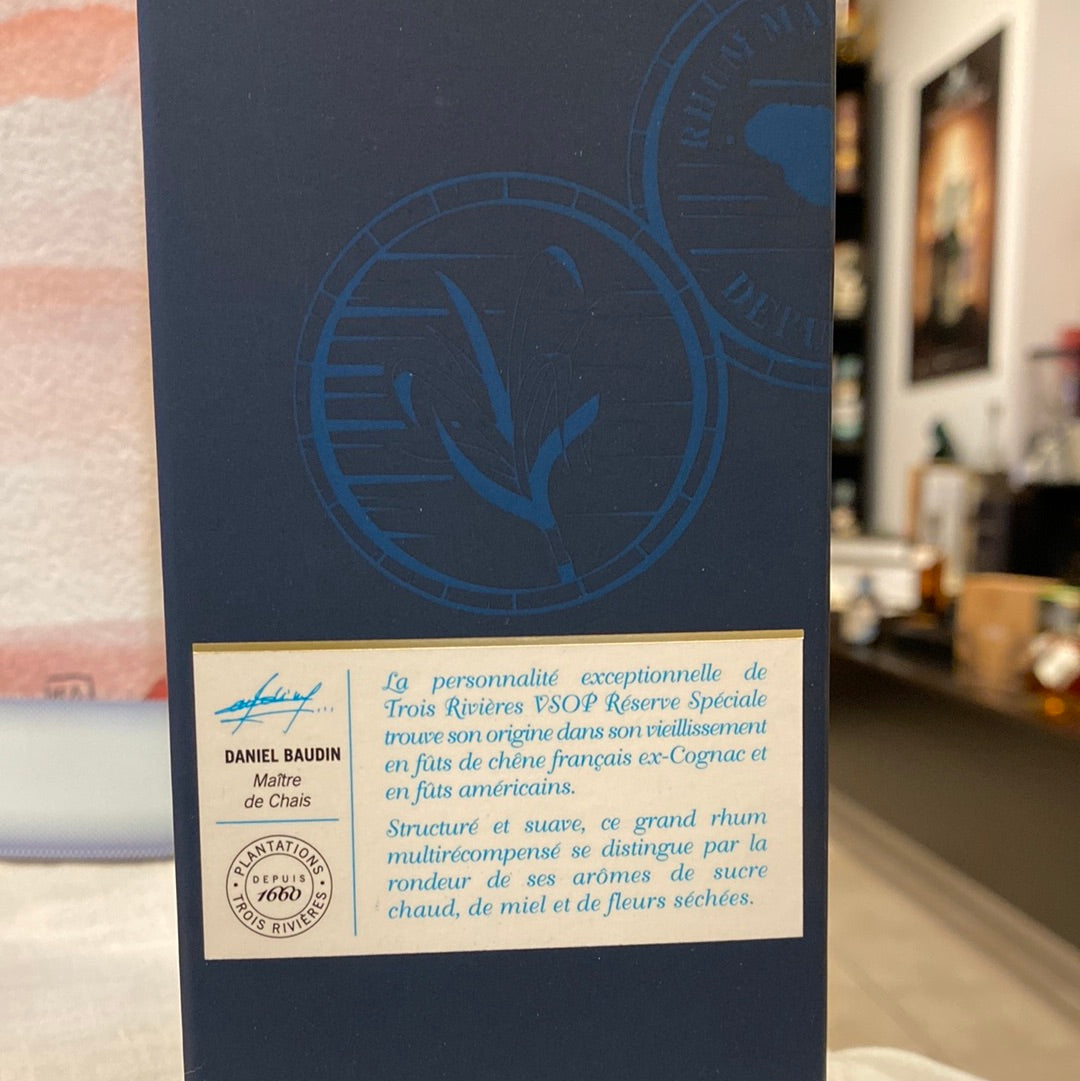 RHUM MA
DEPU
La personnalité exceptionnelle de
Trois Rivières VSOP Réserve Spéciale
trouve son origine dans son vieillissement
en fûts de chêne français ex-Cognac et
en fûts américains.
Structuré et suave, ce grand rhum
multirécompensé se distingue par la
rondeur de ses arômes de sucre
chaud, de miel et de fleurs séchées.
DANIEL BAUDIN
Maître
de Chais
PLANTATIONS
DEPUIS
1660
TROIS RIVIÈRES